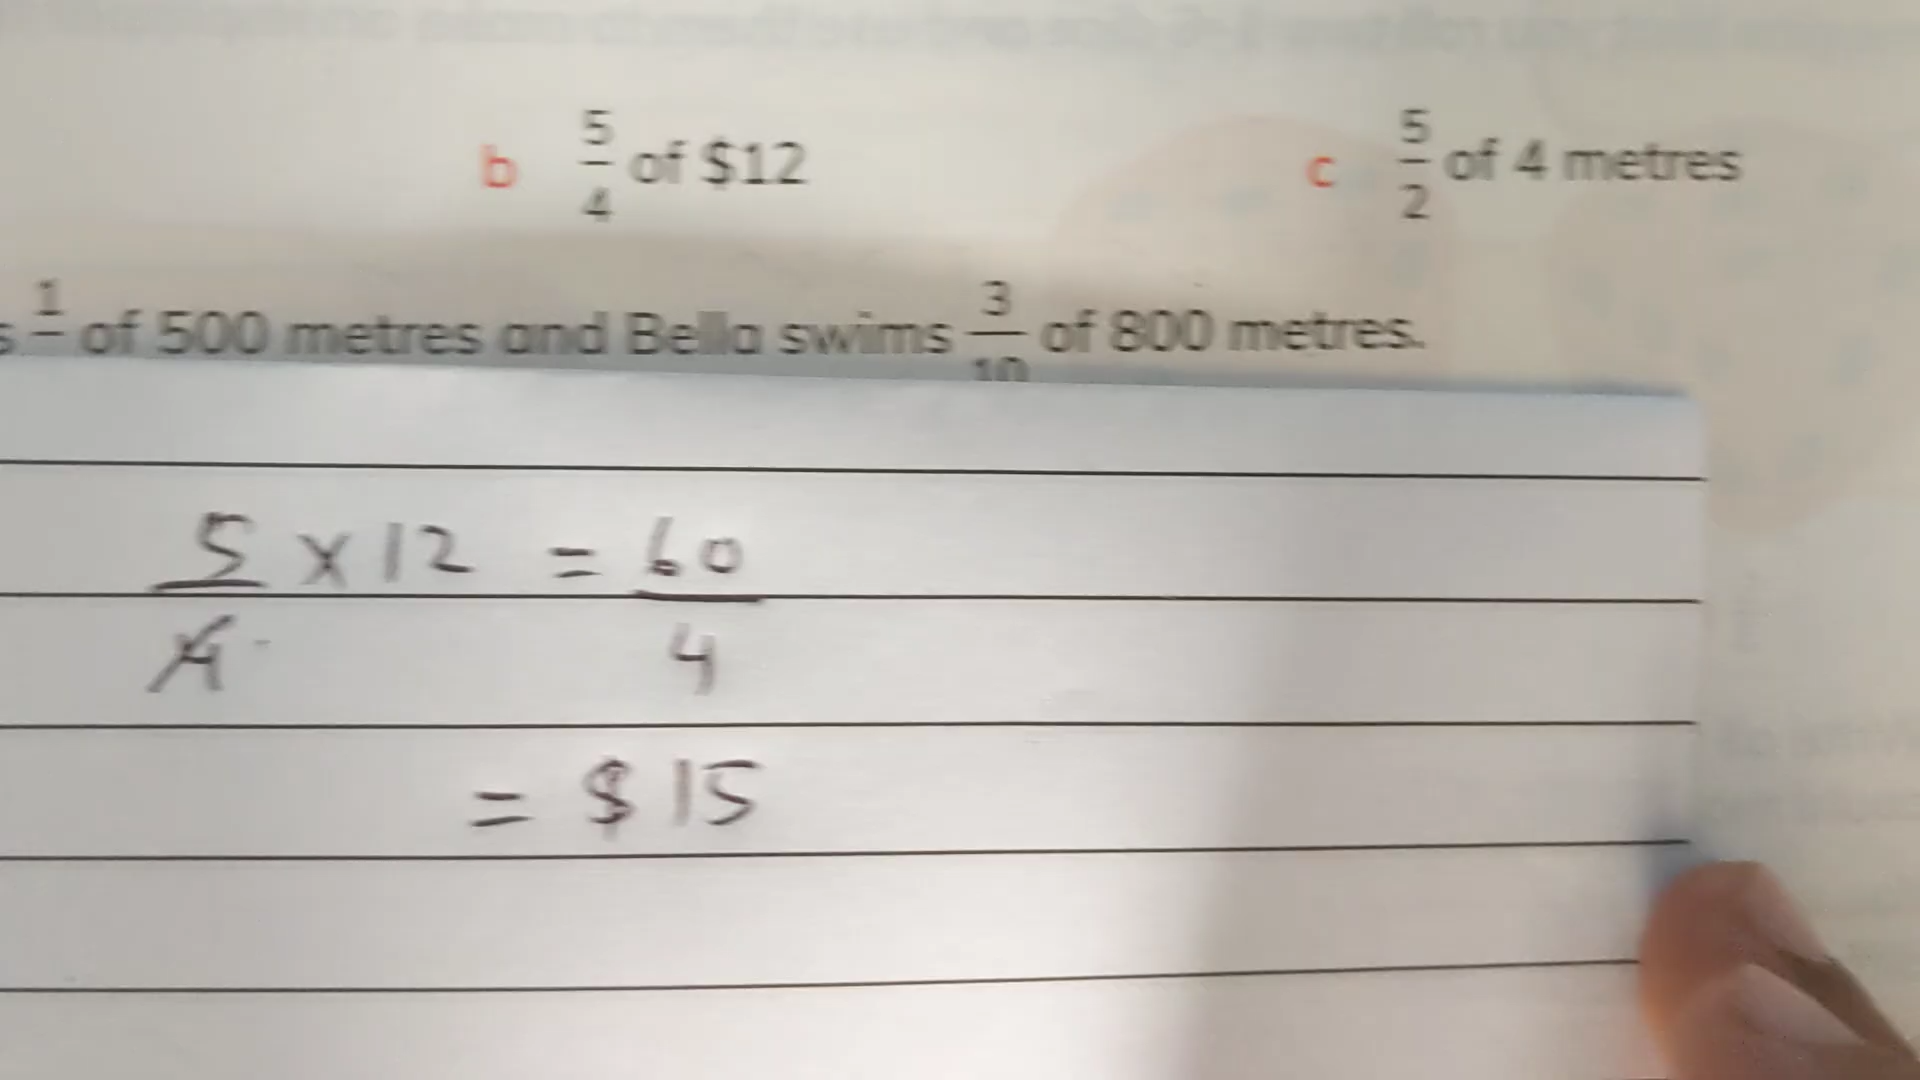 b 5/4 of $12 c 5/2 of 4 metres
s 1/ of 500 metres and Bella swims 3/10 of 800 metres.
5/4 x 12 = 60/4
= $ 15